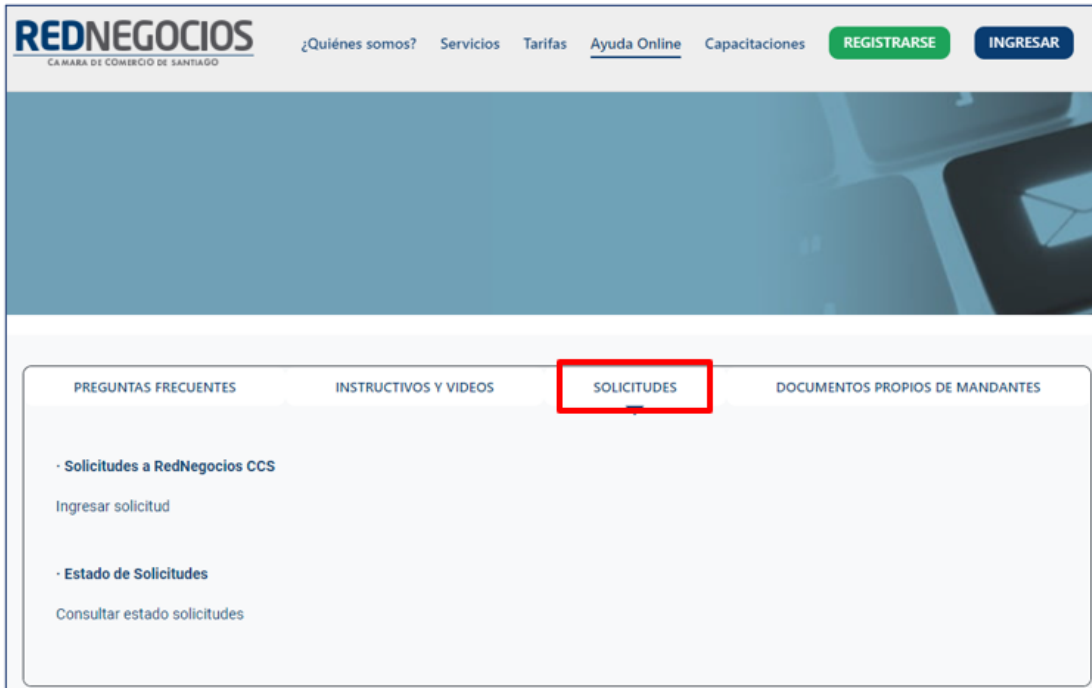 REDNEGOCIOS
CAMARA DE COMERCIO DE SANTIAGO
¿Quiénes somos? Servicios Tarifas Ayuda Online Capacitaciones REGISTRARSE INGRESAR
PREGUNTAS FRECUENTES INSTRUCTIVOS Y VIDEOS SOLICITUDES DOCUMENTOS PROPIOS DE MANDANTES
· Solicitudes a RedNegocios CCS
Ingresar solicitud
· Estado de Solicitudes
Consultar estado solicitudes